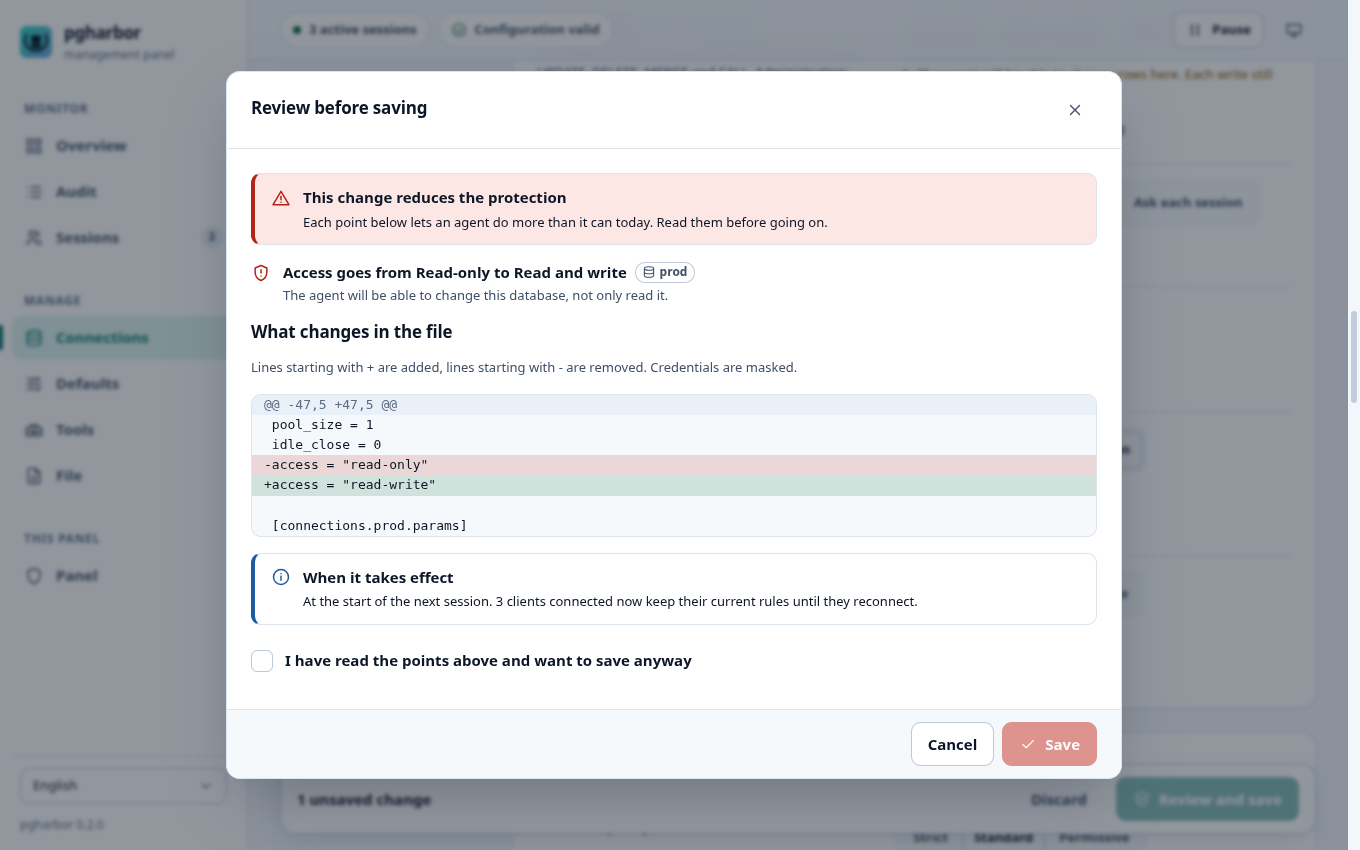 pgharbor
management panel
3 active sessions
Configuration valid
Pause
MONITOR
Overview
Audit
Sessions
3
MANAGE
Connections
Defaults
Tools
File
THIS PANEL
Panel
English
pgharbor 0.2.0
rows here. Each write still
Ask each session
Review before saving
This change reduces the protection
Each point below lets an agent do more than it can today. Read them before going on.
Access goes from Read-only to Read and write prod
The agent will be able to change this database, not only read it.
What changes in the file
Lines starting with + are added, lines starting with - are removed. Credentials are masked.
@@ -47,5 +47,5 @@
pool_size = 1
idle_close = 0
-access = "read-only"
+access = "read-write"
[connections.prod.params]
When it takes effect
At the start of the next session. 3 clients connected now keep their current rules until they reconnect.
I have read the points above and want to save anyway
Cancel
Save
1 unsaved change
Discard
Review and save
Strict
Standard
Permissive